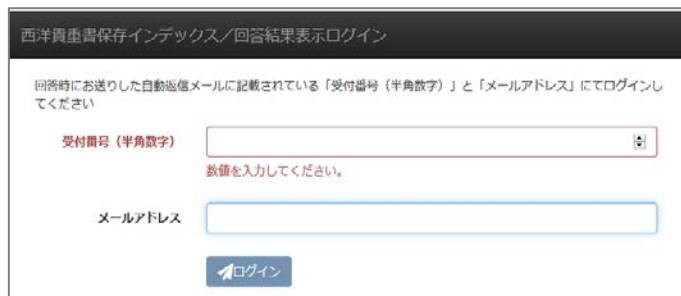 西洋貴重書保存インデックス／回答結果表示ログイン
回答時にお送りした自動返信メールに記載されている「受付番号（半角数字）」と「メールアドレス」にてログインし
てください
受付番号（半角数字）
数値を入力してください。
メールアドレス
ログイン